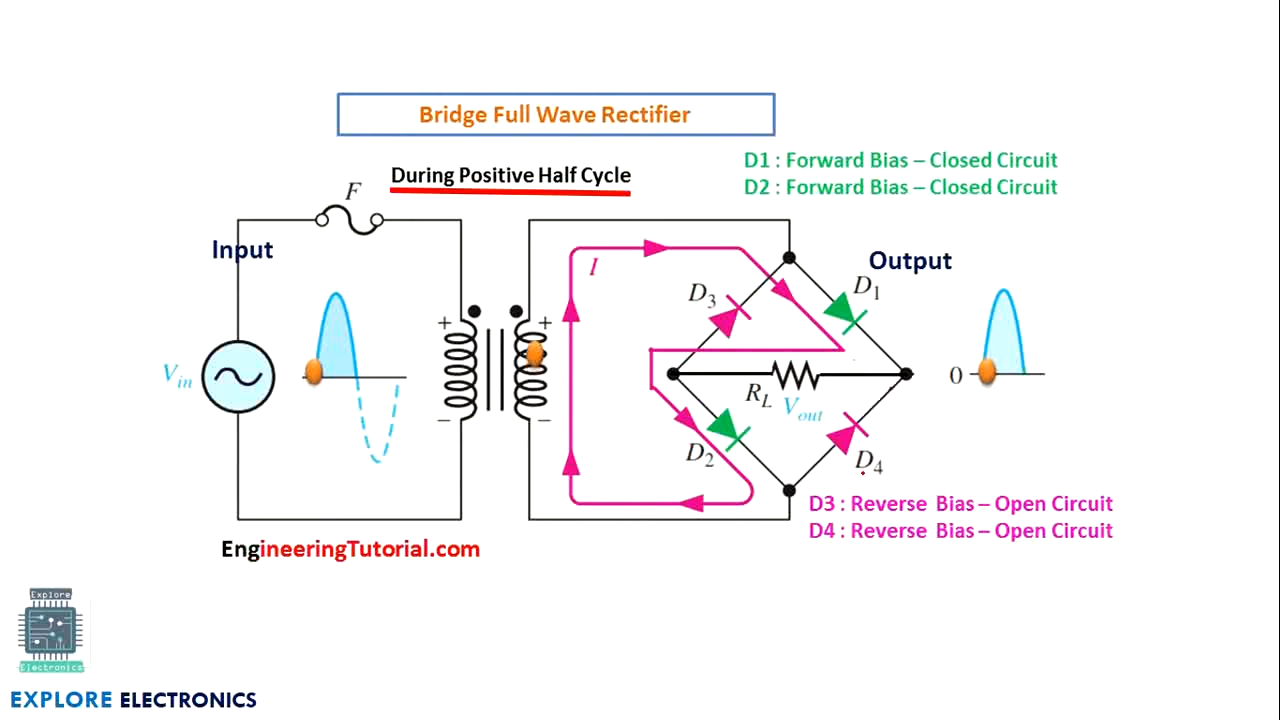 Bridge Full Wave Rectifier
D1 : Forward Bias – Closed Circuit
D2 : Forward Bias – Closed Circuit
During Positive Half Cycle
F
Input
Output
I
D3
D1
+
+
Vin
0
RL
Vout
–
–
D2
D4
D3 : Reverse Bias – Open Circuit
D4 : Reverse Bias – Open Circuit
EngineeringTutorial.com
Explore
Electronics
EXPLORE ELECTRONICS